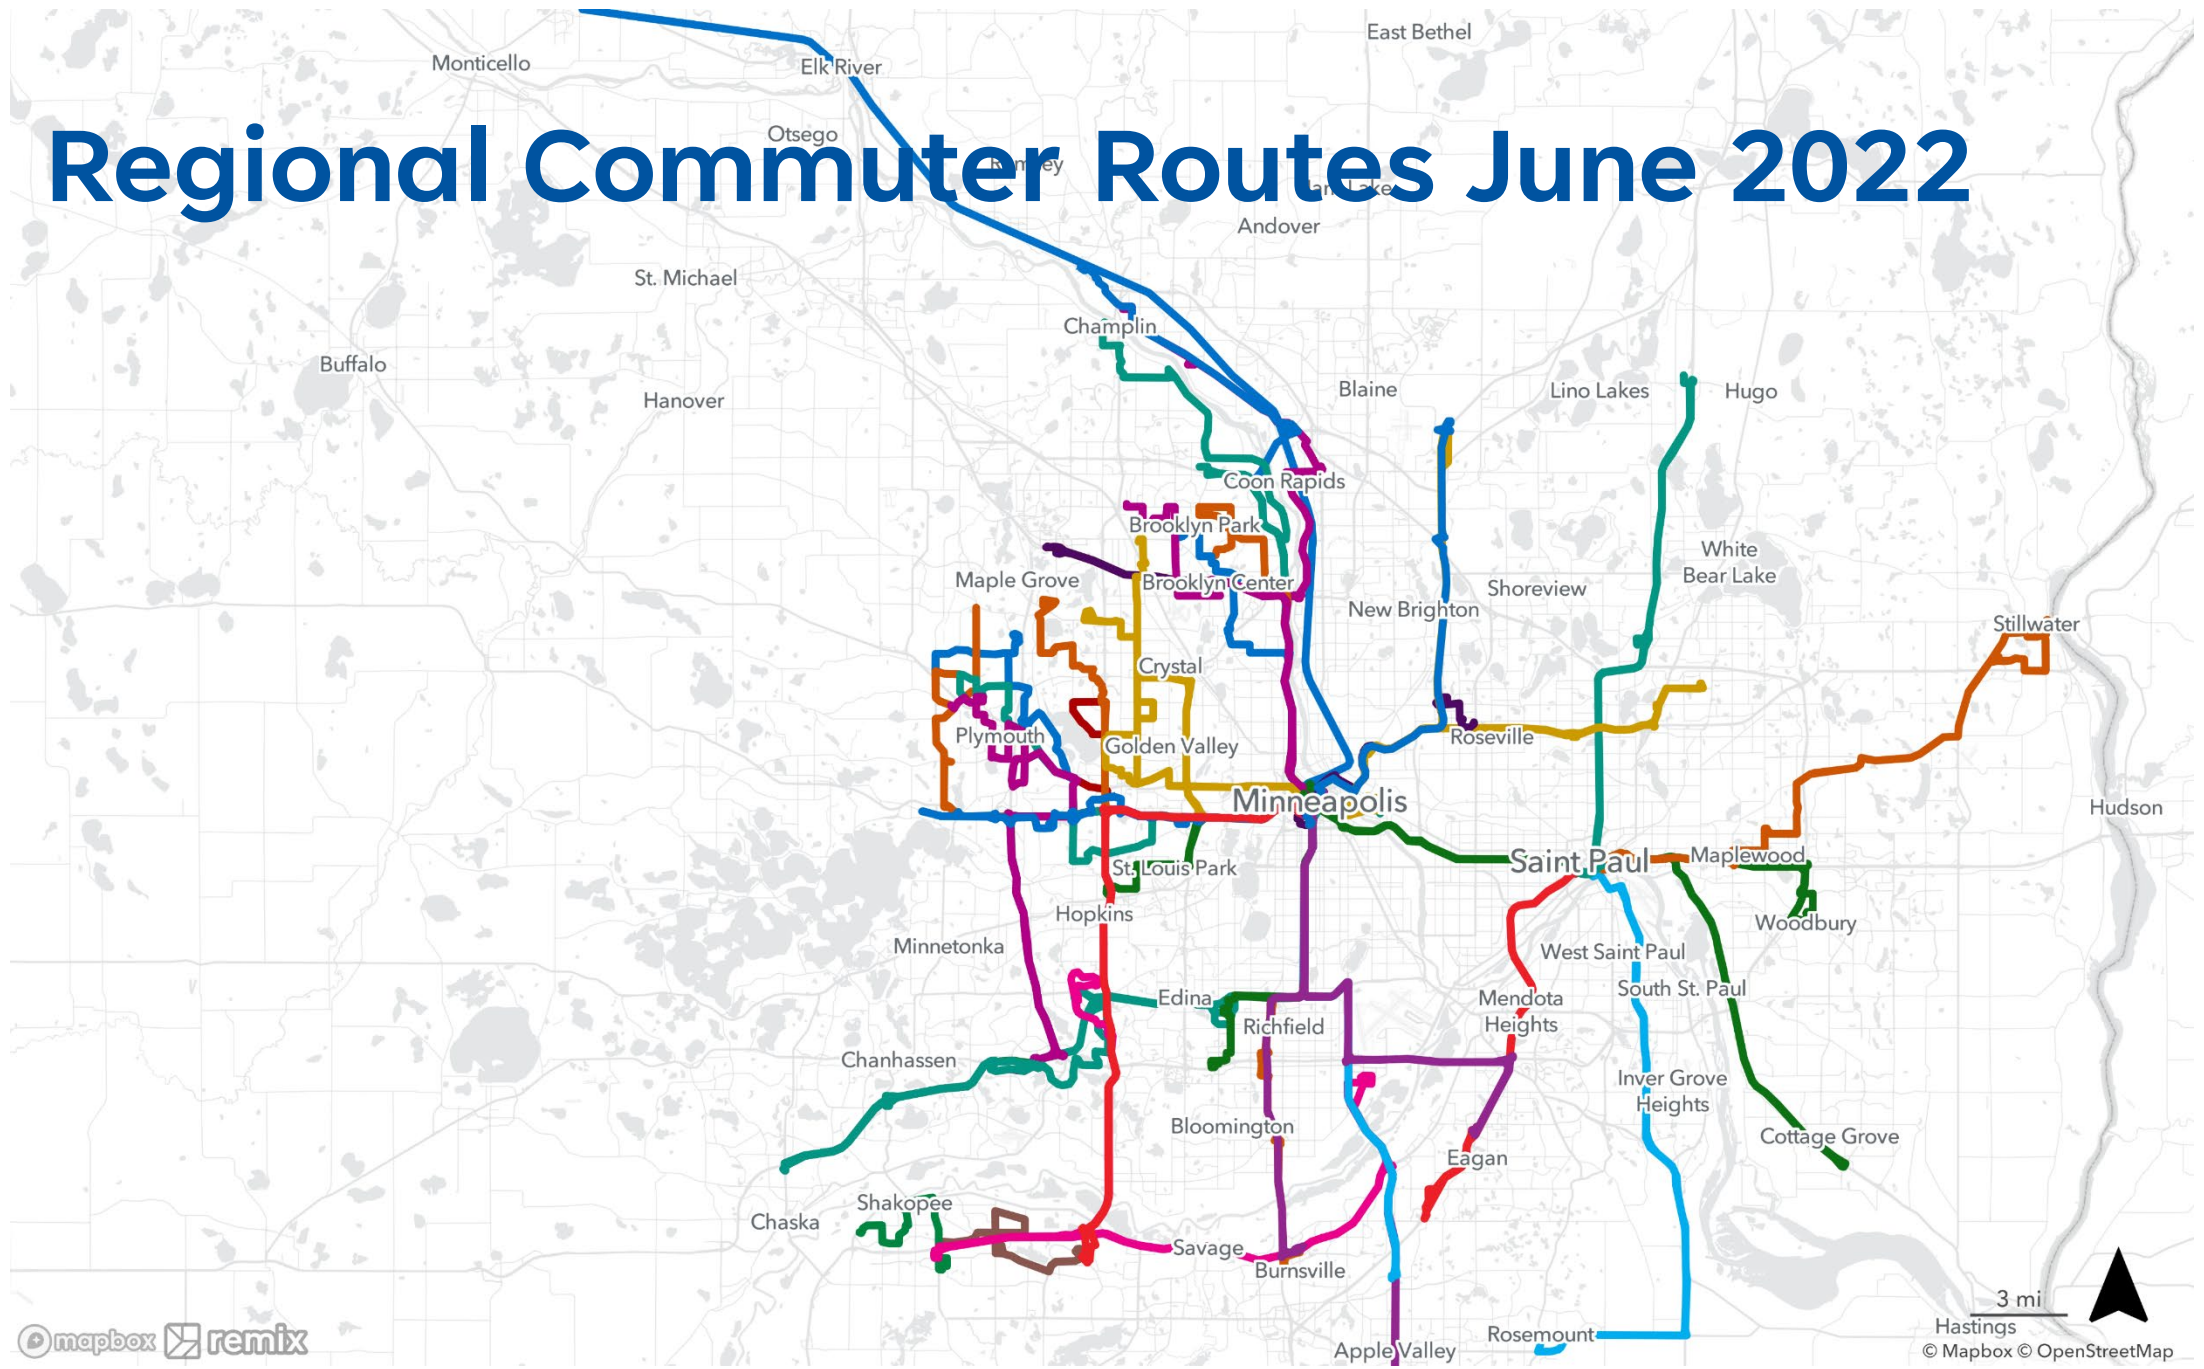 East Bethel
Monticello
Elk River
Otsego
Regional Commuter Routes June 2022
Andover
St. Michael
Champlin
Buffalo
Blaine
Lino Lakes
Hugo
Hanover
Coon Rapids
Brooklyn Park
White
Bear Lake
Maple Grove
Brooklyn Center
Shoreview
New Brighton
Stillwater
Crystal
Plymouth
Golden Valley
Roseville
Minneapolis
Hudson
Saint Paul
Maplewood
St. Louis Park
Hopkins
Woodbury
Minnetonka
West Saint Paul
South St. Paul
Edina
Mendota
Heights
Richfield
Chanhassen
Inver Grove
Heights
Bloomington
Cottage Grove
Eagan
Shakopee
Chaska
Savage
Burnsville
3 mi
Hastings
Rosemount
Apple Valley
mapbox remix
© Mapbox © OpenStreetMap